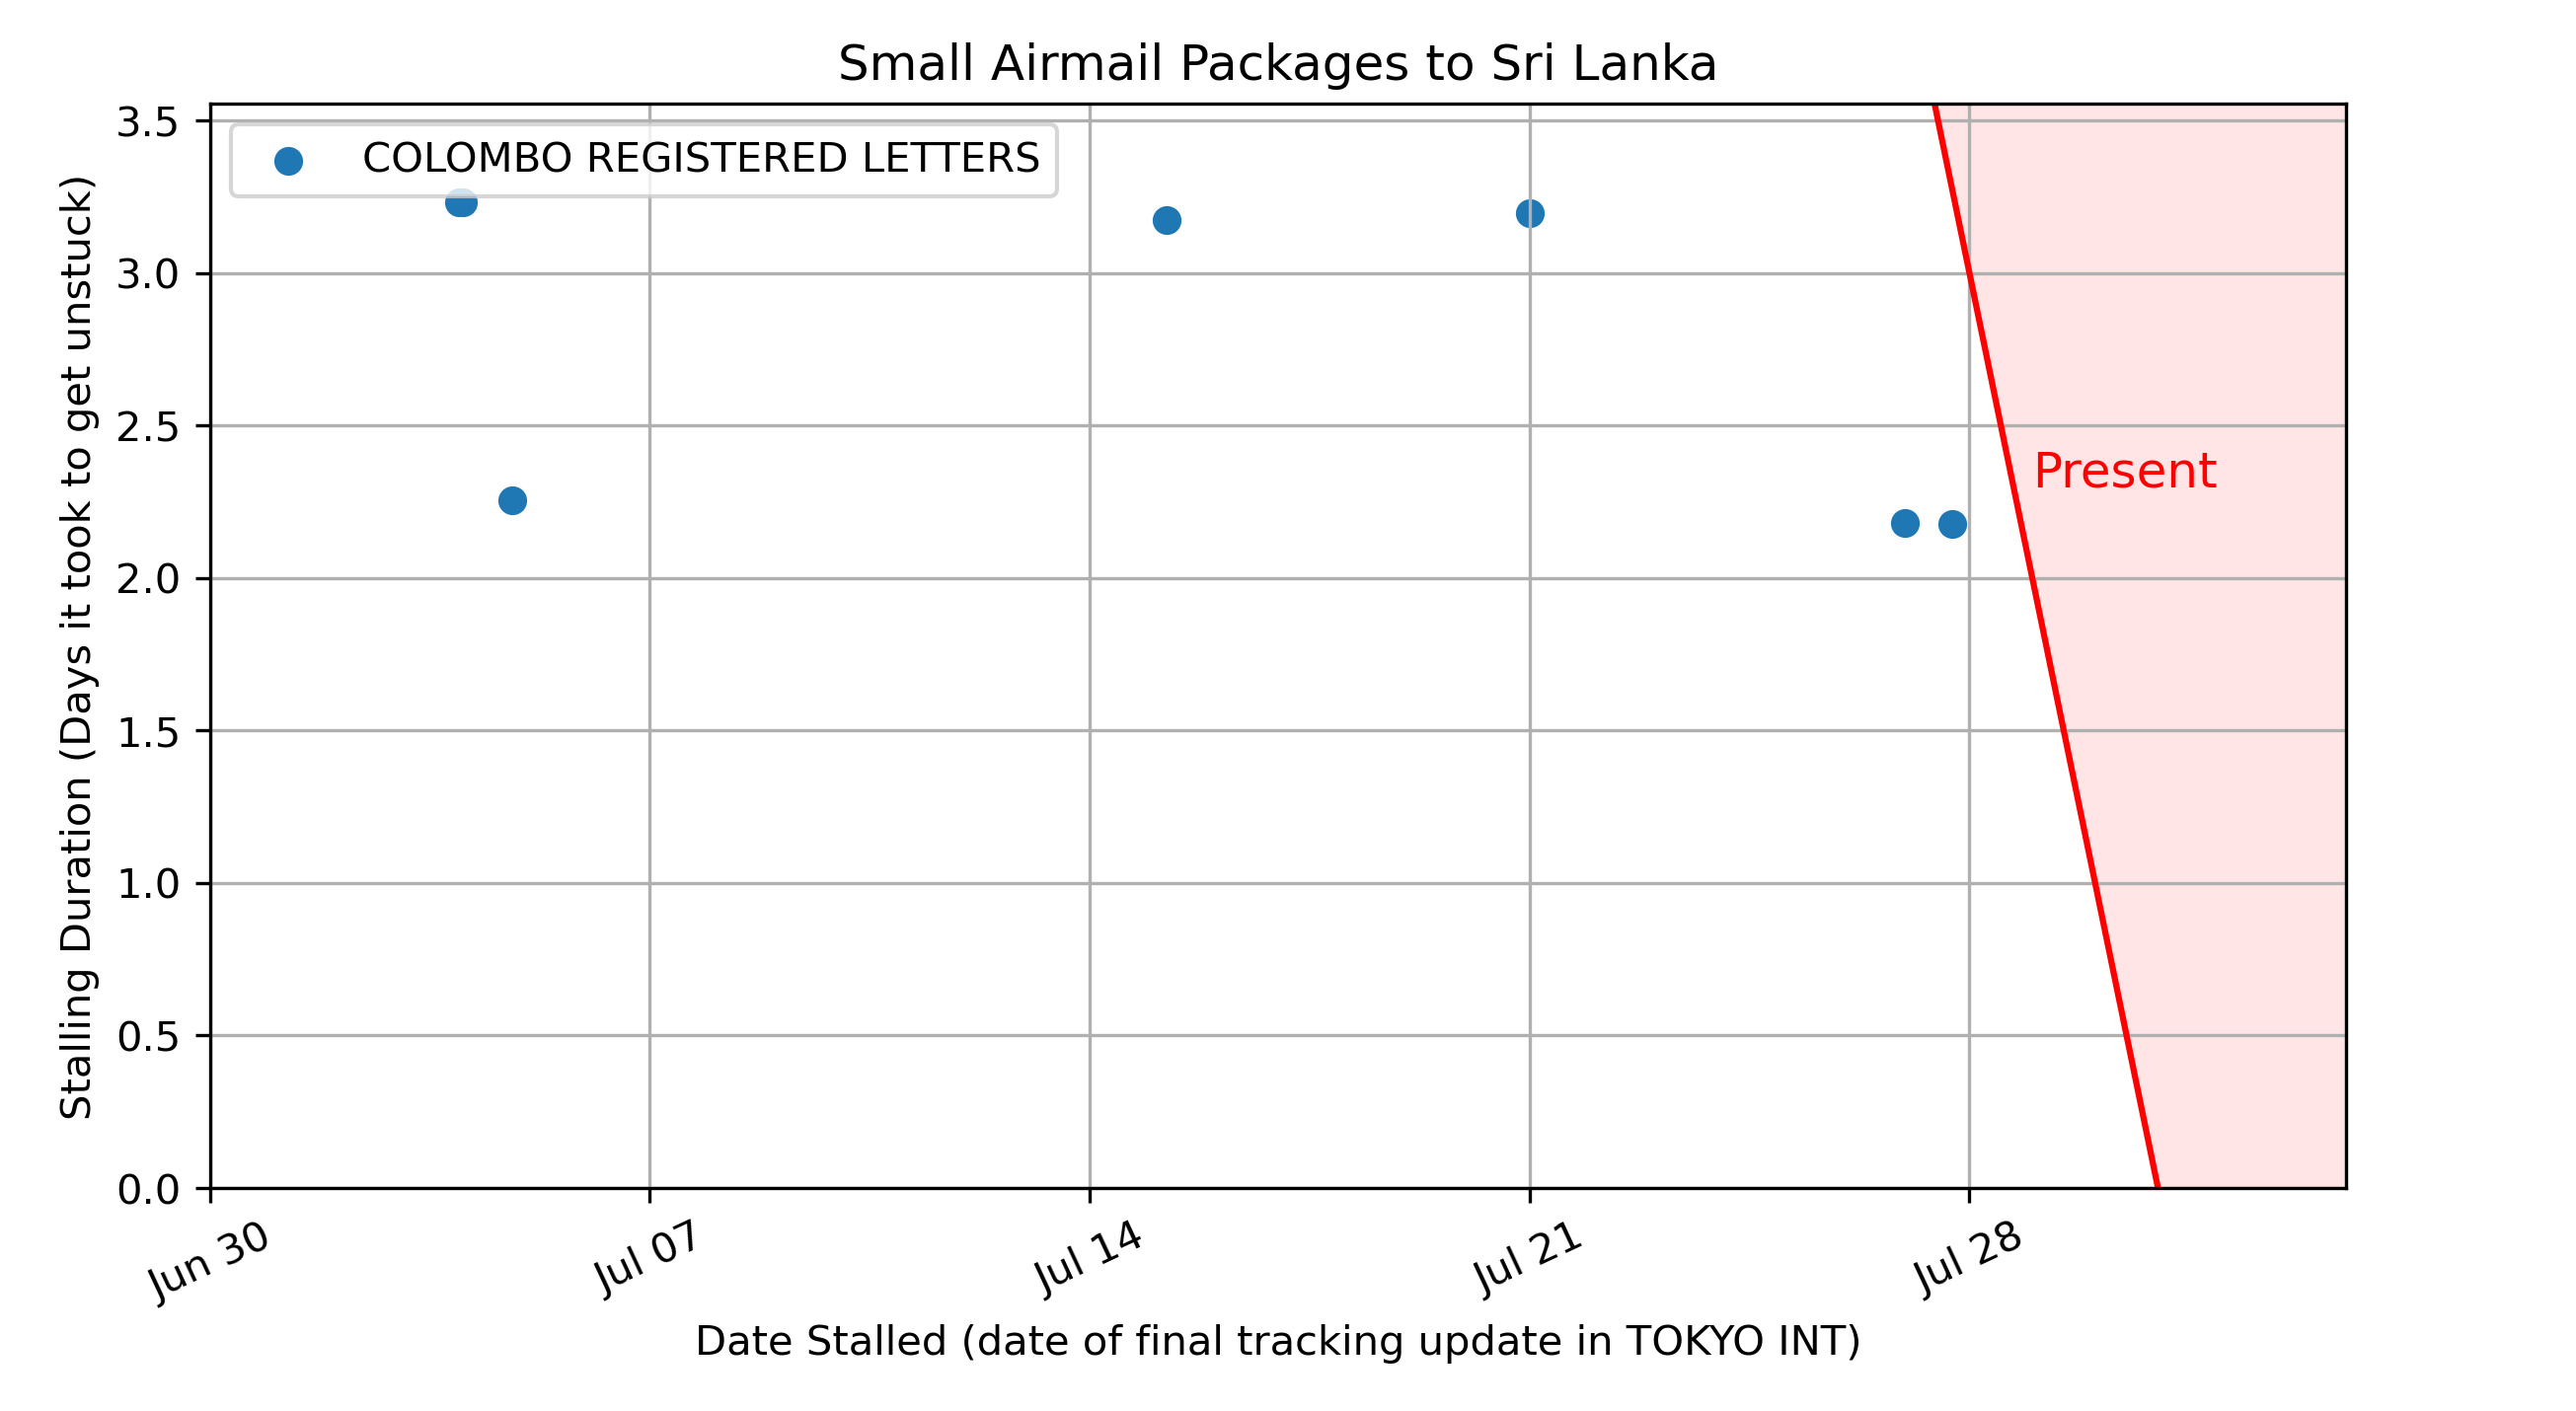 Small Airmail Packages to Sri Lanka
COLOMBO REGISTERED LETTERS
Present
Stalling Duration (Days it took to get unstuck)
3.5
3.0
2.5
2.0
1.5
1.0
0.5
0.0
Jun 30
Jul 07
Jul 14
Jul 21
Jul 28
Date Stalled (date of final tracking update in TOKYO INT)